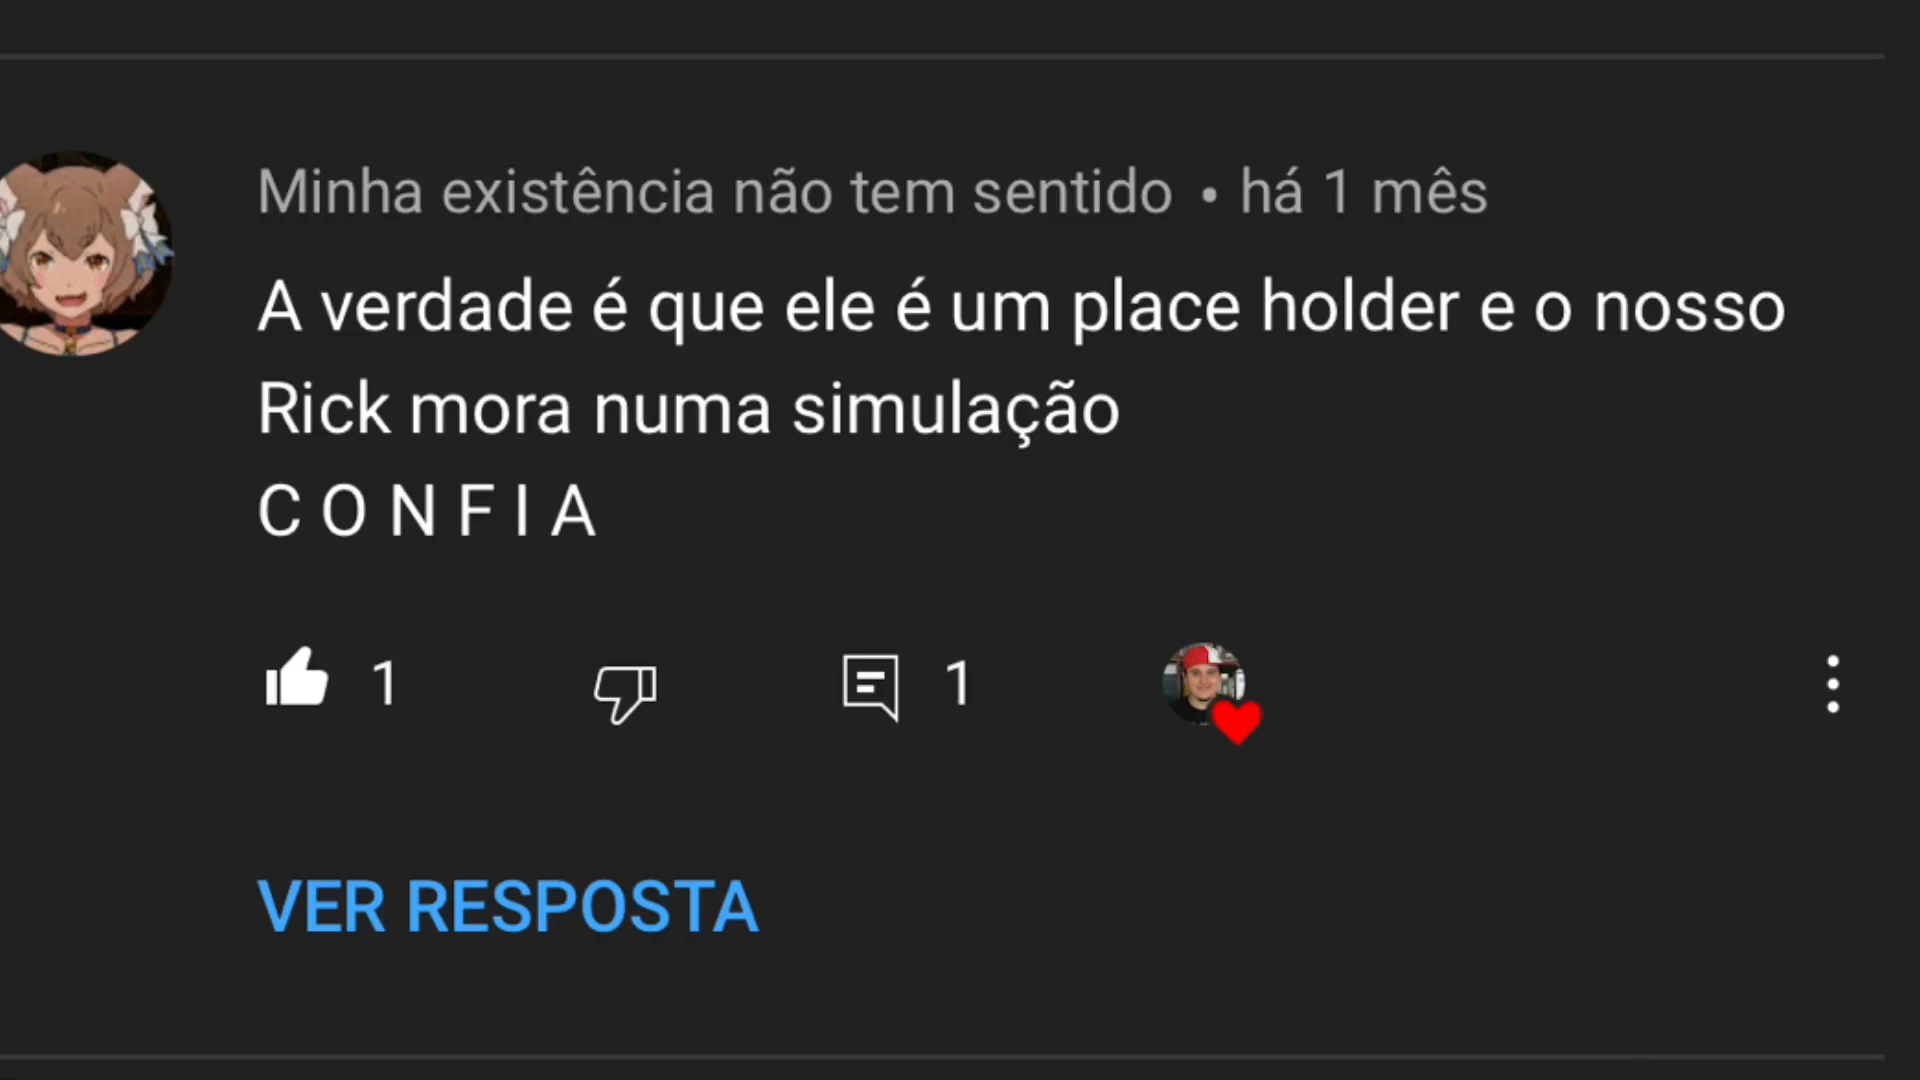 Minha existência não tem sentido • há 1 mês
A verdade é que ele é um place holder e o nosso
Rick mora numa simulação
C O N F I A
1 1
VER RESPOSTA